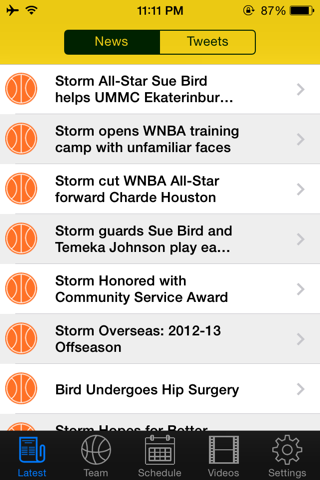 11:11 PM
87%
News
Tweets
Storm All-Star Sue Bird
helps UMMC Ekaterinbur...
Storm opens WNBA training
camp with unfamiliar faces
Storm cut WNBA All-Star
forward Charde Houston
Storm guards Sue Bird and
Temeka Johnson play ea...
Storm Honored with
Community Service Award
Storm Overseas: 2012-13
Offseason
Bird Undergoes Hip Surgery
Storm Hopes for Better
Latest
Team
Schedule
Videos
Settings